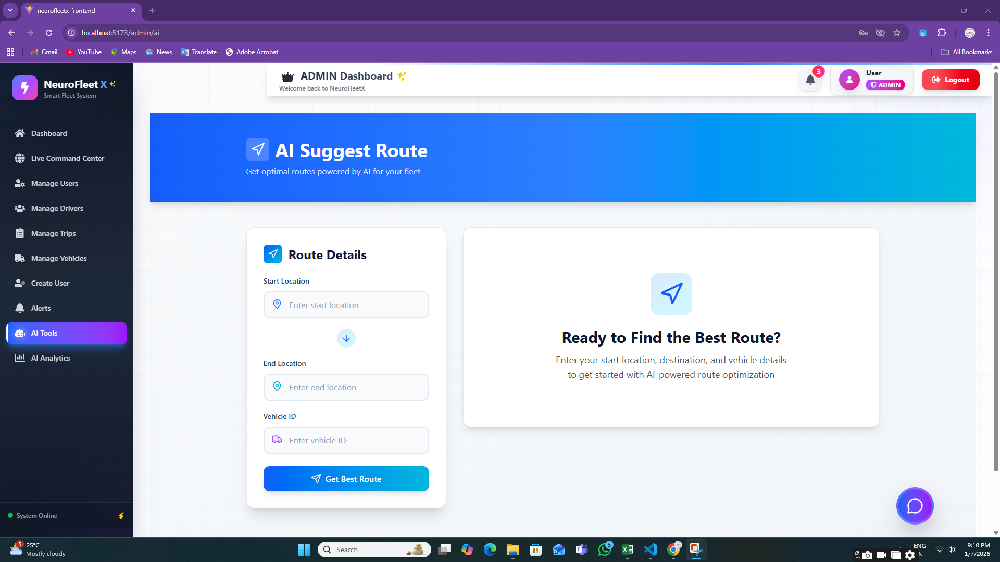 neurofleetx-frontend
localhost:5173/admin/ai
Gmail
YouTube
Maps
News
Translate
Adobe Acrobat
All Bookmarks
NeuroFleet X
Smart Fleet System
ADMIN Dashboard
Welcome back to NeuroFleetX
3
User
ADMIN
Logout
Dashboard
Live Command Center
Manage Users
Manage Drivers
Manage Trips
Manage Vehicles
Create User
Alerts
AI Tools
AI Analytics
System Online
AI Suggest Route
Get optimal routes powered by AI for your fleet
Route Details
Start Location
Enter start location
End Location
Enter end location
Vehicle ID
Enter vehicle ID
Get Best Route
Ready to Find the Best Route?
Enter your start location, destination, and vehicle details
to get started with AI-powered route optimization
5
25°C
Mostly cloudy
Search
5
ENG
N
9:10 PM
1/7/2026